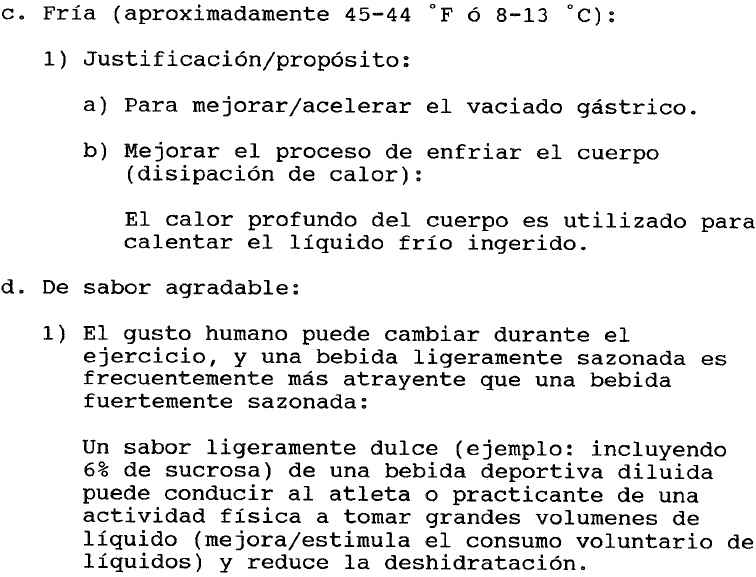 c. Fría (aproximadamente 45-44 °F ó 8-13 °C):
1) Justificación/propósito:
a) Para mejorar/acelerar el vaciado gástrico.
b) Mejorar el proceso de enfriar el cuerpo
(disipación de calor):
El calor profundo del cuerpo es utilizado para
calentar el líquido frío ingerido.
d. De sabor agradable:
1) El gusto humano puede cambiar durante el
ejercicio, y una bebida ligeramente sazonada es
frecuentemente más atrayente que una bebida
fuertemente sazonada:
Un sabor ligeramente dulce (ejemplo: incluyendo
6% de sucrosa) de una bebida deportiva diluida
puede conducir al atleta o practicante de una
actividad física a tomar grandes volumenes de
líquido (mejora/estimula el consumo voluntario de
líquidos) y reduce la deshidratación.